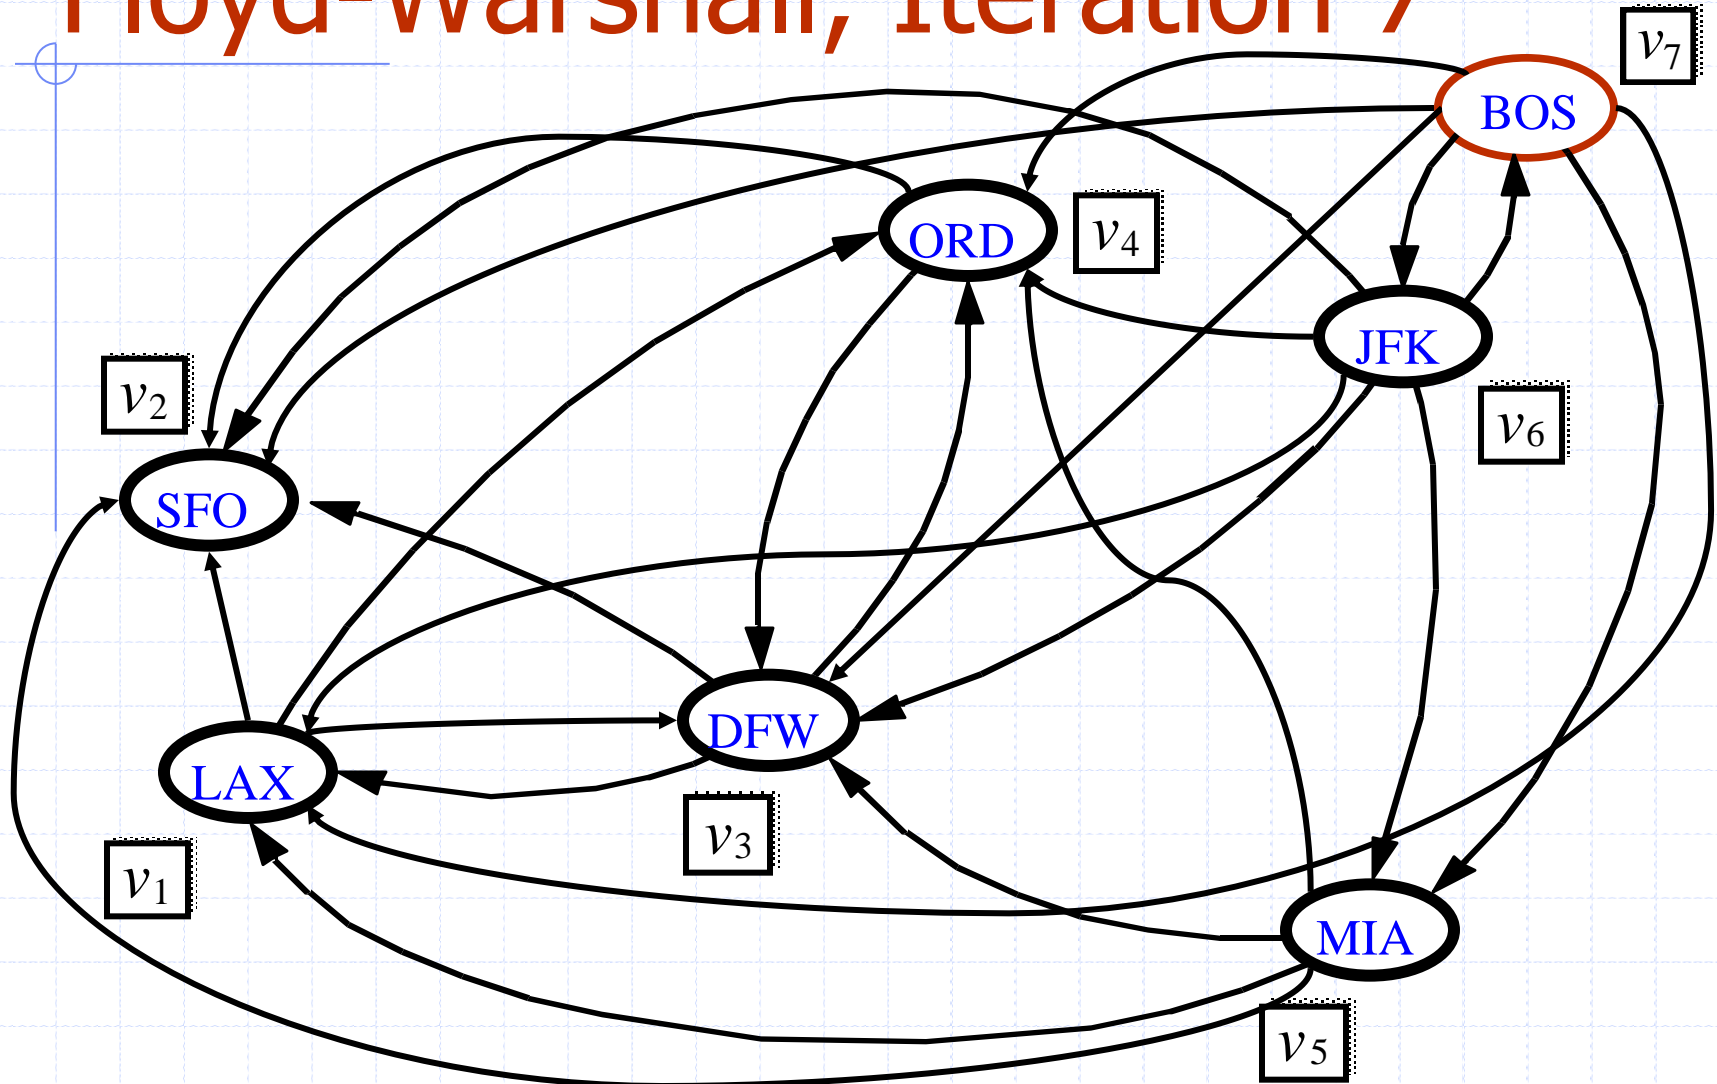 Floyd-Warshall, Iteration 7
v7
BOS
ORD
v4
JFK
v2
v6
SFO
DFW
LAX
v3
v1
MIA
v5